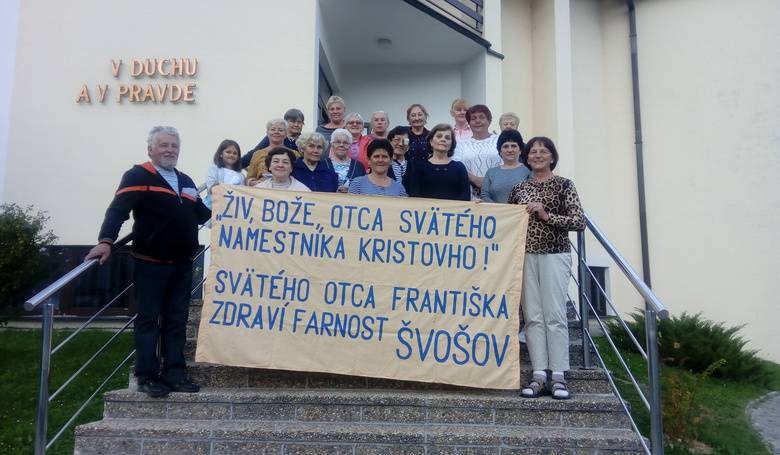 V DUCHU
A V PRAVDE
"ŽIV, BOŽE, OTCA SVÄTÉHO
NAMESTNÍKA KRISTOVHO!"
SVÄTÉHO OTCA FRANTIŠKA
ZDRAVÍ FARNOSŤ ŠVOŠOV